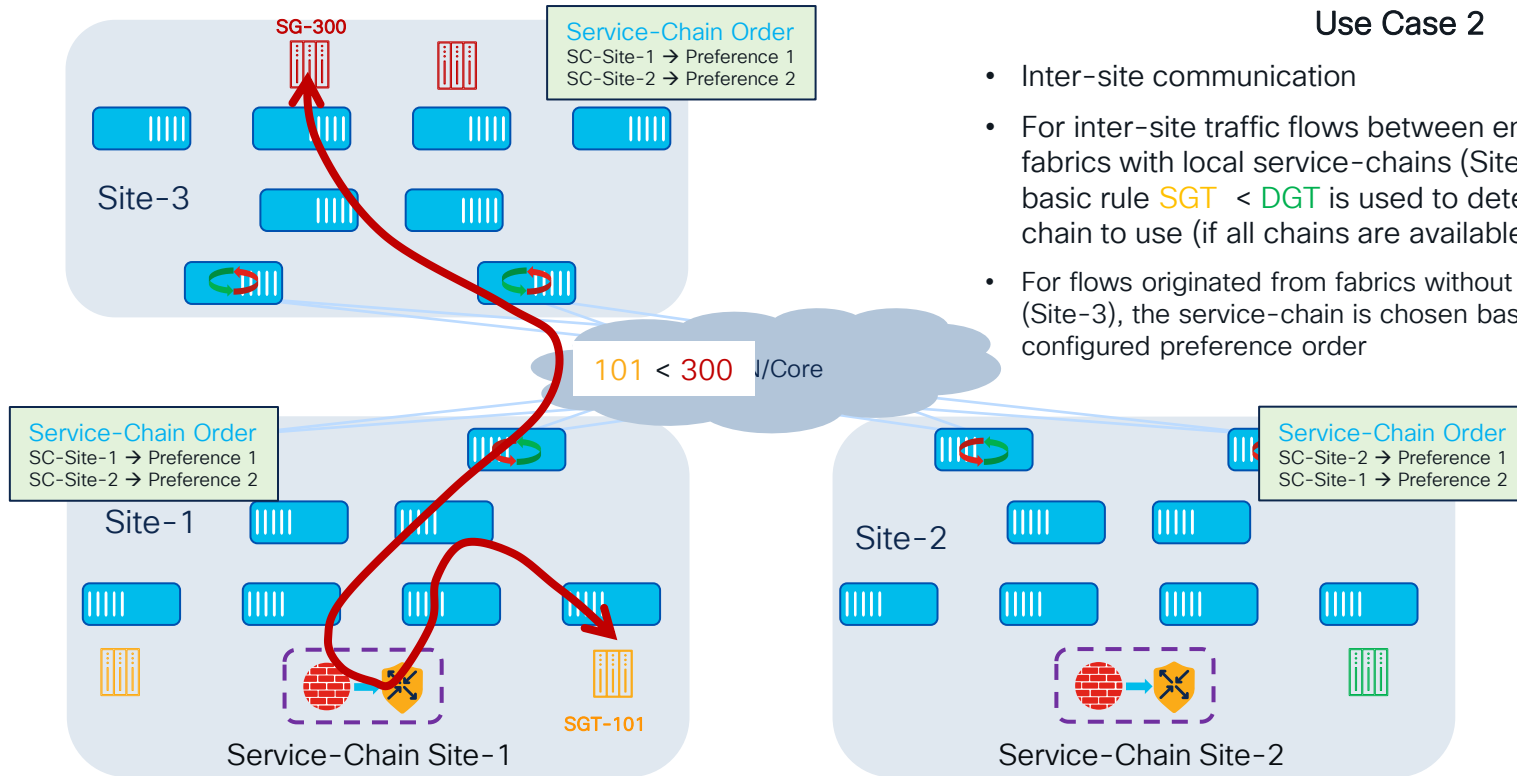 Use Case 2
• Inter-site communication
• For inter-site traffic flows between
fabrics with local service-chains
basic rule SGT < DGT is used to
chain to use (if all chains are available
• For flows originated from fabrics without
(Site-3), the service-chain is chosen
configured preference order
SG-300
Service-Chain Order
SC-Site-1 → Preference 1
SC-Site-2 → Preference 2
Site-3
101 < 300
/Core
Service-Chain Order
SC-Site-1 → Preference 1
SC-Site-2 → Preference 2
Site-1
SGT-101
Service-Chain Site-1
Service-Chain Order
SC-Site-2 → Preference 1
SC-Site-1 → Preference 2
Site-2
Service-Chain Site-2